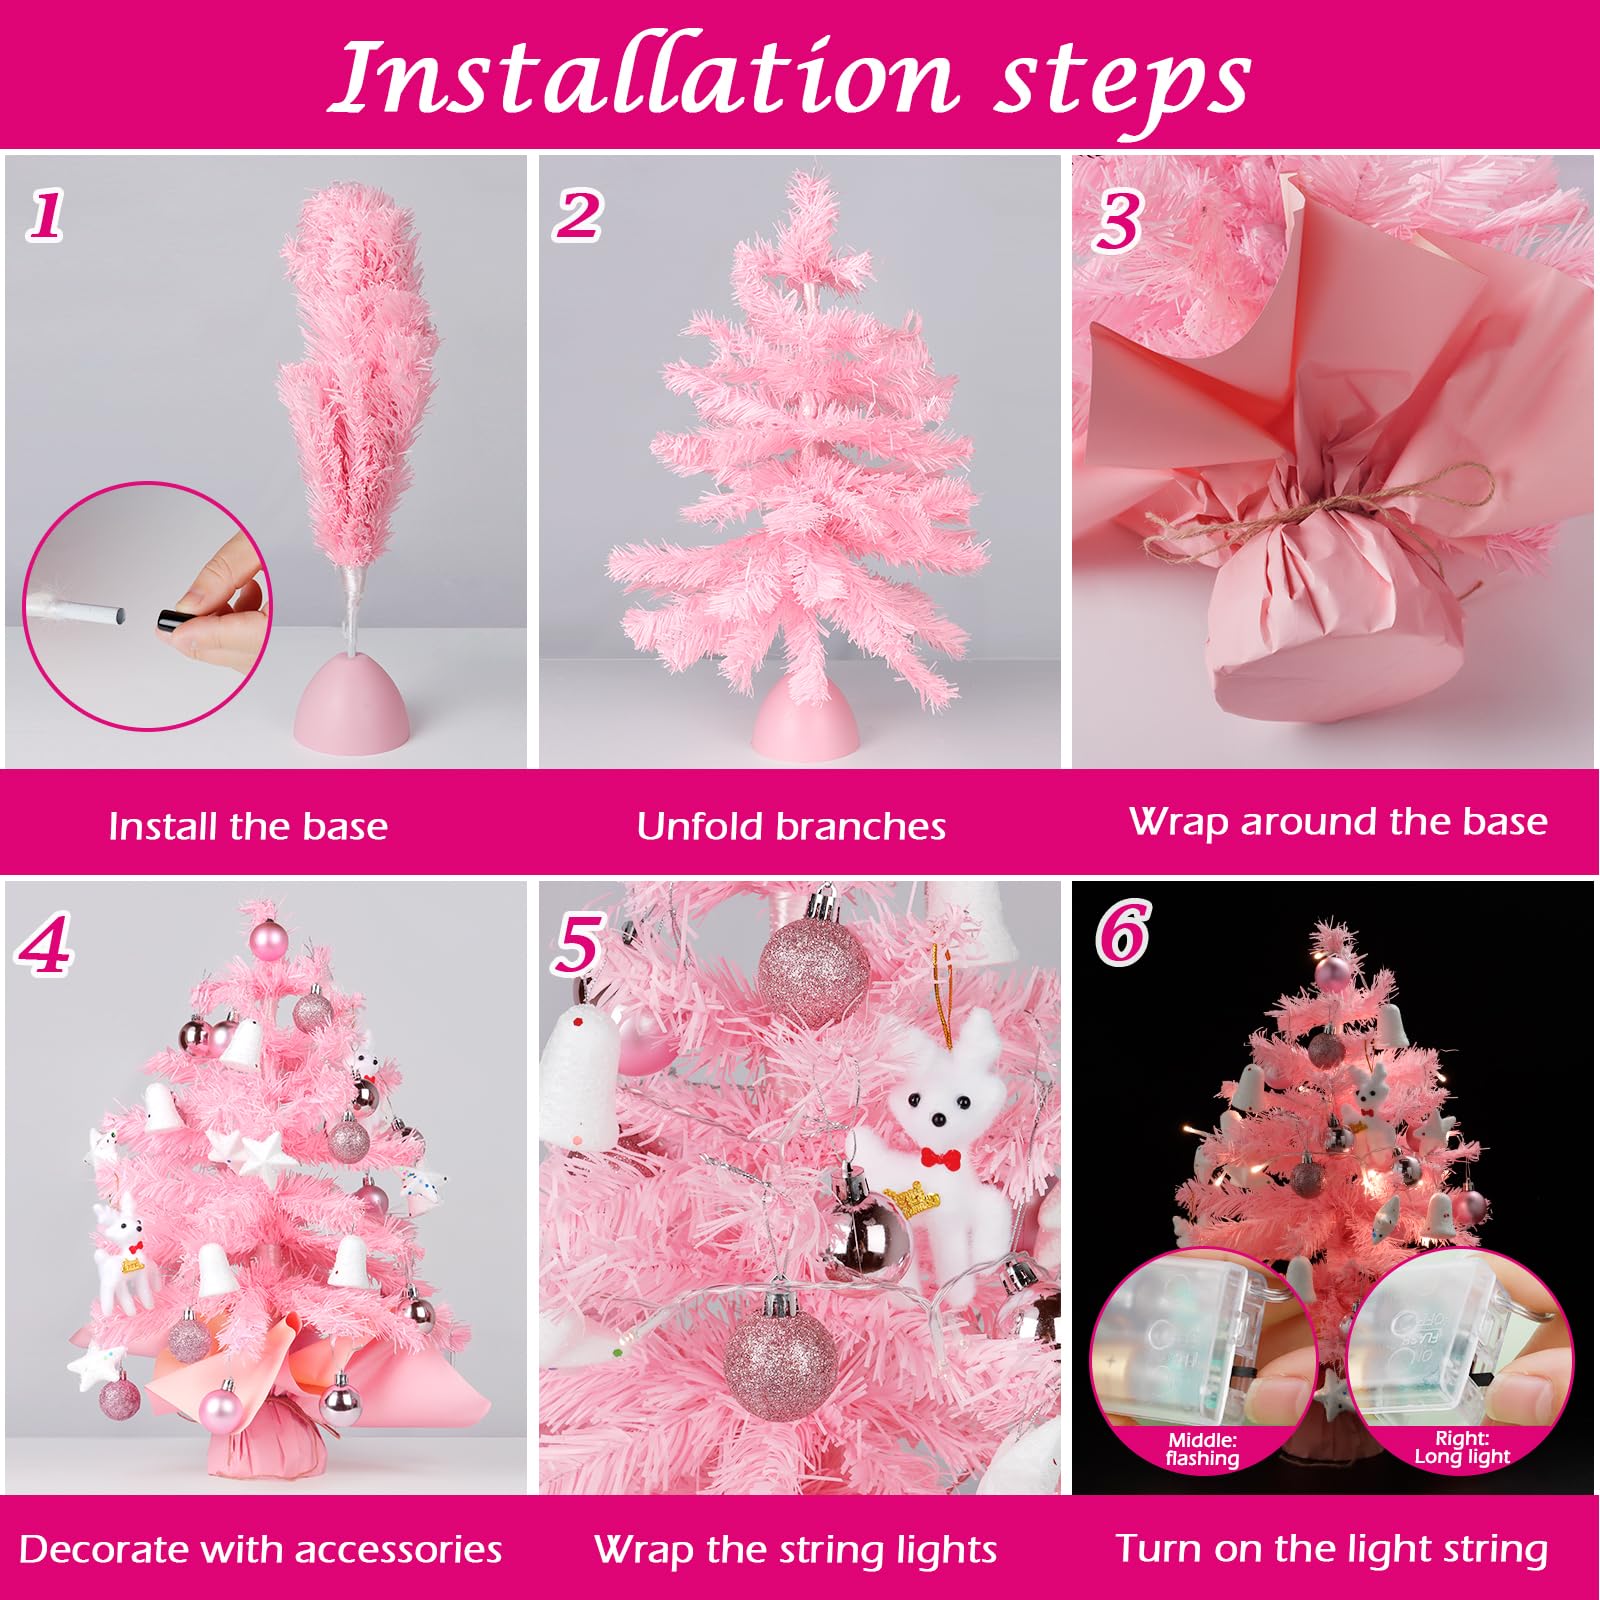 Installation steps
1
2
3
Install the base
Unfold branches
Wrap around the base
4
5
6
Middle:
flashing
Right:
Long light
Decorate with accessories
Wrap the string lights
Turn on the light string